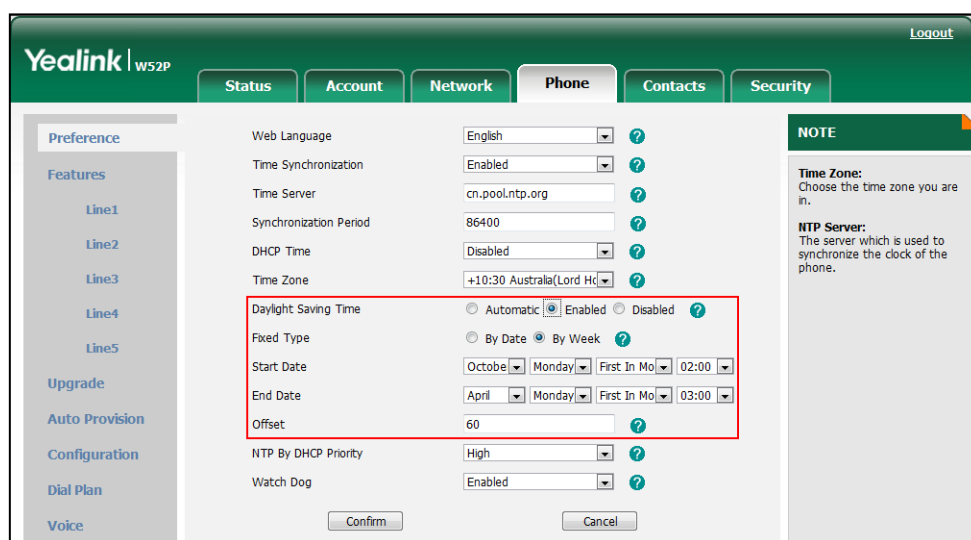 Logout
Yealink | W52P
Status Account Network Phone Contacts Security
Preference
Features
Line1
Line2
Line3
Line4
Line5
Upgrade
Auto Provision
Configuration
Dial Plan
Voice
Web Language English ?
Time Synchronization Enabled ?
Time Server cn.pool.ntp.org ?
Synchronization Period 86400 ?
DHCP Time Disabled ?
Time Zone +10:30 Australia(Lord Hc ?
Daylight Saving Time Automatic Enabled Disabled ?
Fixed Type By Date By Week ?
Start Date Octobe Monday First In Mo 02:00
End Date April Monday First In Mo 03:00
Offset 60 ?
NTP By DHCP Priority High ?
Watch Dog Enabled ?
Confirm Cancel
NOTE
Time Zone:
Choose the time zone you are
in.
NTP Server:
The server which is used to
synchronize the clock of the
phone.